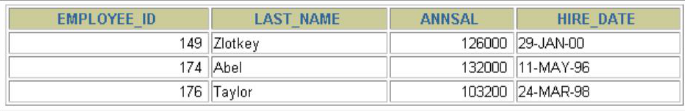 EMPLOYEE_ID LAST_NAME ANNSAL HIRE_DATE
149 Zlotkey 126000 29-JAN-00
174 Abel 132000 11-MAY-96
176 Taylor 103200 24-MAR-98